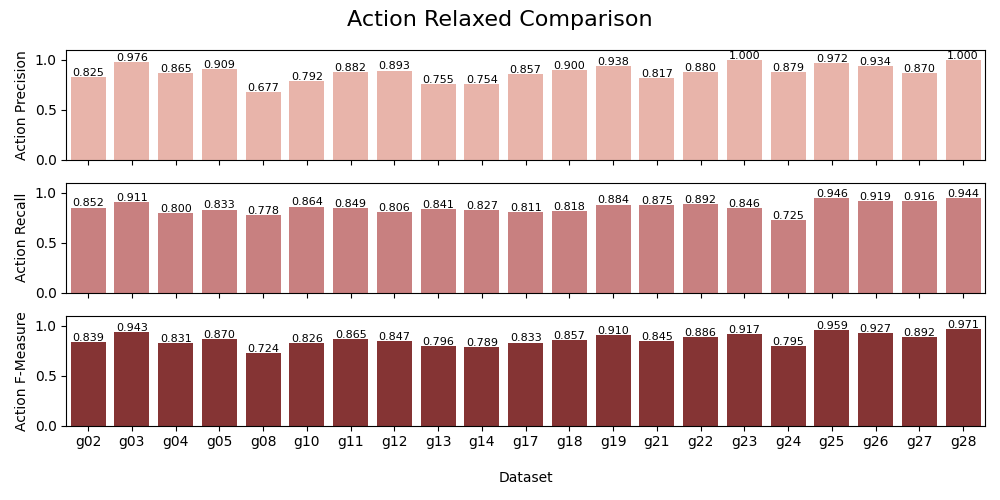 Action Relaxed Comparison
Action Precision
1.0
0.5
0.0
0.825 0.976 0.865 0.909 0.677 0.792 0.882 0.893 0.755 0.754 0.857 0.900 0.938 0.817 0.880 1.000 0.879 0.972 0.934 0.870 1.000
Action Recall
1.0
0.5
0.0
0.852 0.911 0.800 0.833 0.778 0.864 0.849 0.806 0.841 0.827 0.811 0.818 0.884 0.875 0.892 0.846 0.725 0.946 0.919 0.916 0.944
Action F-Measure
1.0
0.5
0.0
0.839 0.943 0.831 0.870 0.724 0.826 0.865 0.847 0.796 0.789 0.833 0.857 0.910 0.845 0.886 0.917 0.795 0.959 0.927 0.892 0.971
g02 g03 g04 g05 g08 g10 g11 g12 g13 g14 g17 g18 g19 g21 g22 g23 g24 g25 g26 g27 g28
Dataset